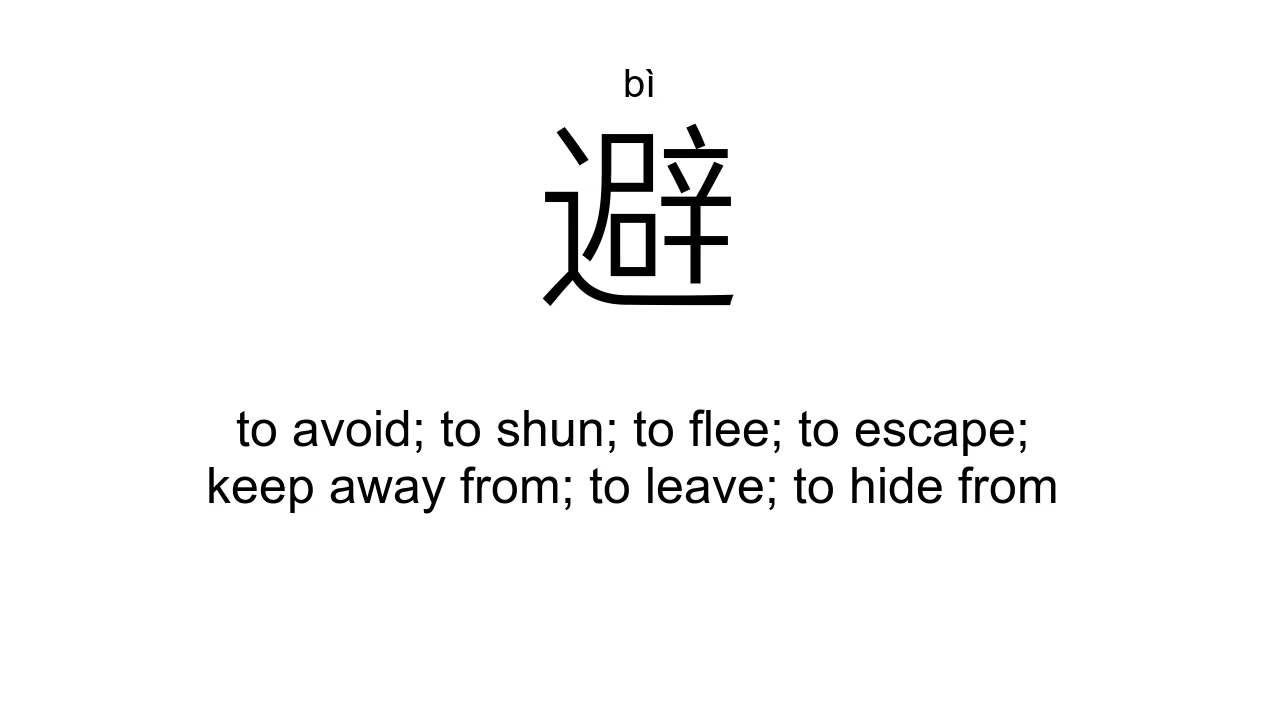 bì
避
to avoid; to shun; to flee; to escape;
keep away from; to leave; to hide from